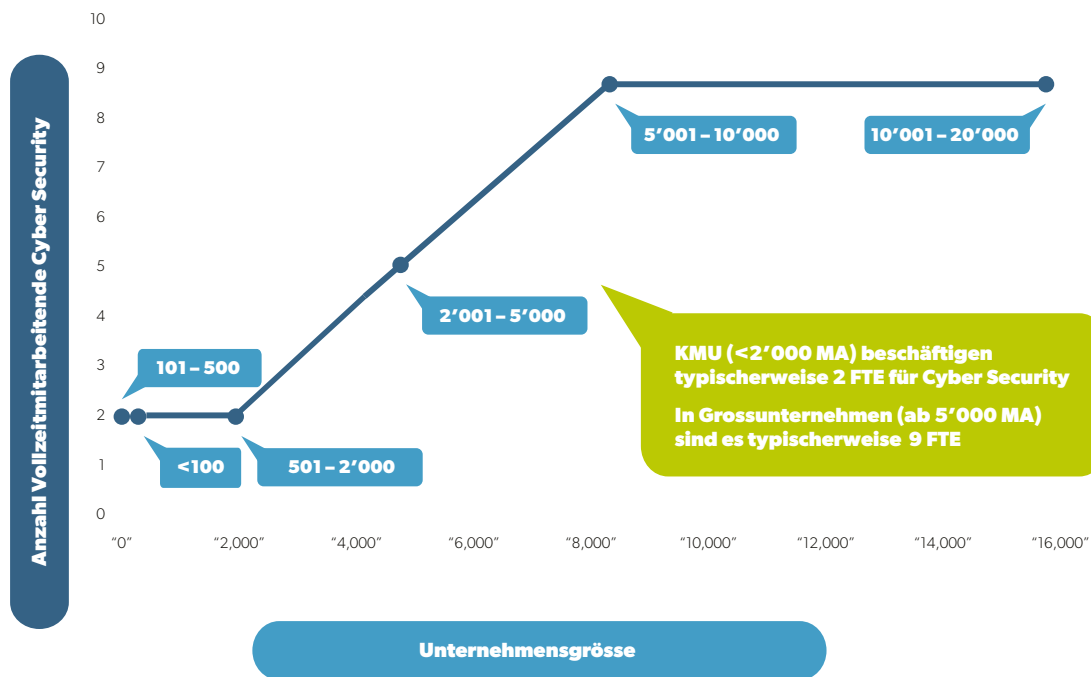 Anzahl Vollzeitmitarbeitende Cyber Security
10
9
8
7
6
5
4
3
2
1
0
5’001 – 10’000
10’001 – 20’000
2’001 – 5’000
101 – 500
<100
501 – 2’000
KMU (<2’000 MA) beschäftigen
typischerweise 2 FTE für Cyber Security
In Grossunternehmen (ab 5’000 MA)
sind es typischerweise 9 FTE
“0”
“2,000”
“4,000”
“6,000”
“8,000”
“10,000”
“12,000”
“14,000”
“16,000”
Unternehmensgrösse